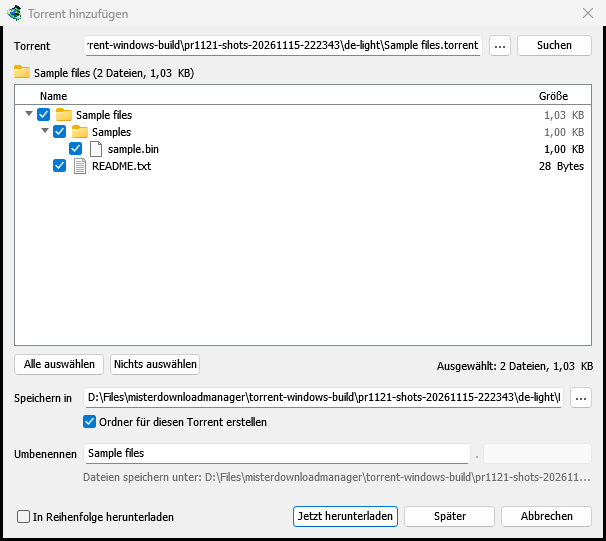 Torrent hinzufügen
Torrent rrent-windows-build\pr1121-shots-20261115-222343\de-light\Sample files.torrent ... Suchen
Sample files (2 Dateien, 1,03 KB)
Name Größe
Sample files 1,03 KB
Samples 1,00 KB
sample.bin 1,00 KB
README.txt 28 Bytes
Alle auswählen Nichts auswählen Ausgewählt: 2 Dateien, 1,03 KB
Speichern in D:\Files\misterdownloadmanager\torrent-windows-build\pr1121-shots-20261115-222343\de-light\ ...
Ordner für diesen Torrent erstellen
Umbenennen Sample files .
Dateien speichern unter: D:\Files\misterdownloadmanager\torrent-windows-build\pr1121-shots-202611...
In Reihenfolge herunterladen Jetzt herunterladen Später Abbrechen